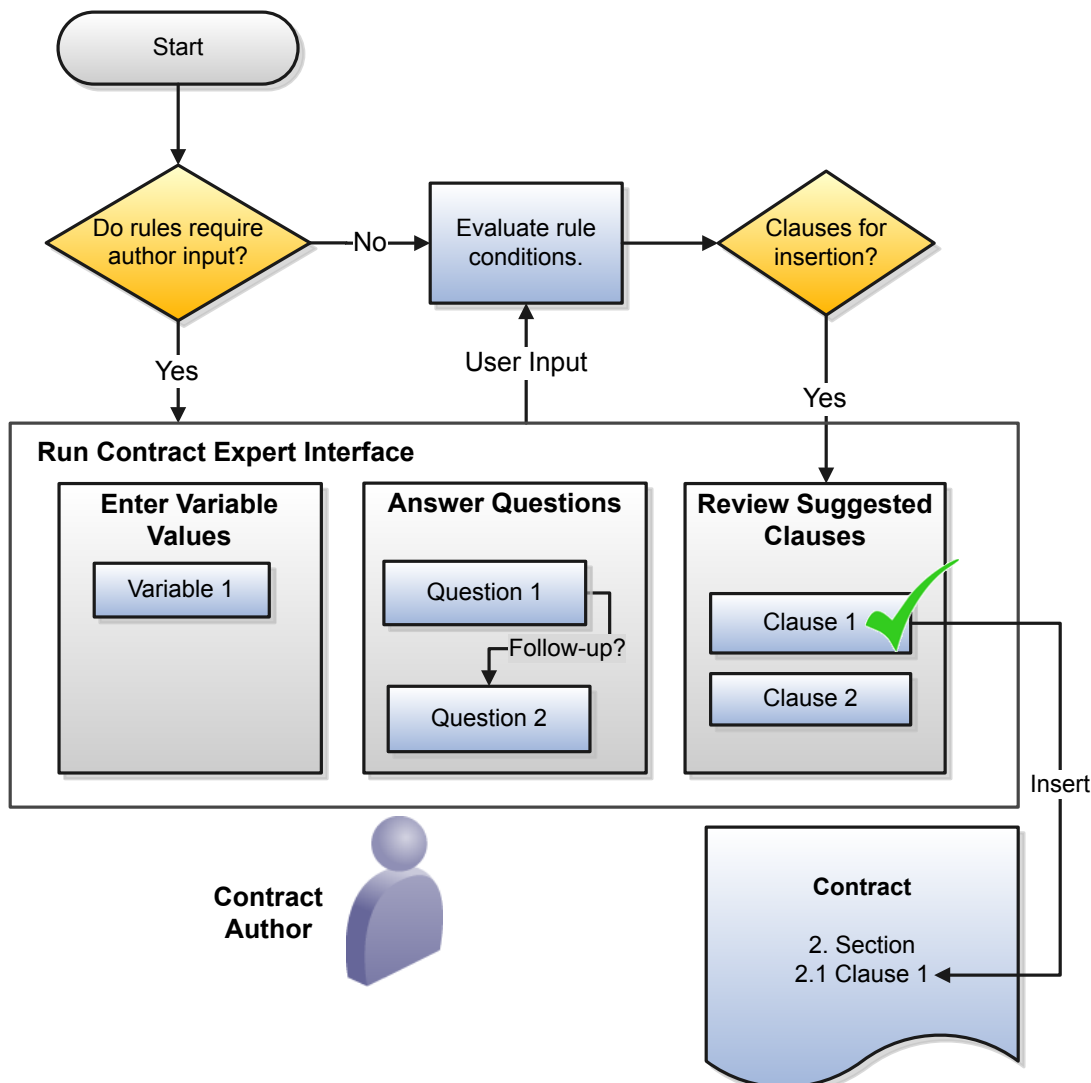 Start
Do rules require
author input?
No
Evaluate rule
conditions.
Clauses for
insertion?
Yes
User Input
Yes
Run Contract Expert Interface
Enter Variable
Values
Variable 1
Answer Questions
Question 1
Follow-up?
Question 2
Review Suggested
Clauses
Clause 1
Clause 2
Insert
Contract
Author
Contract
2. Section
2.1 Clause 1